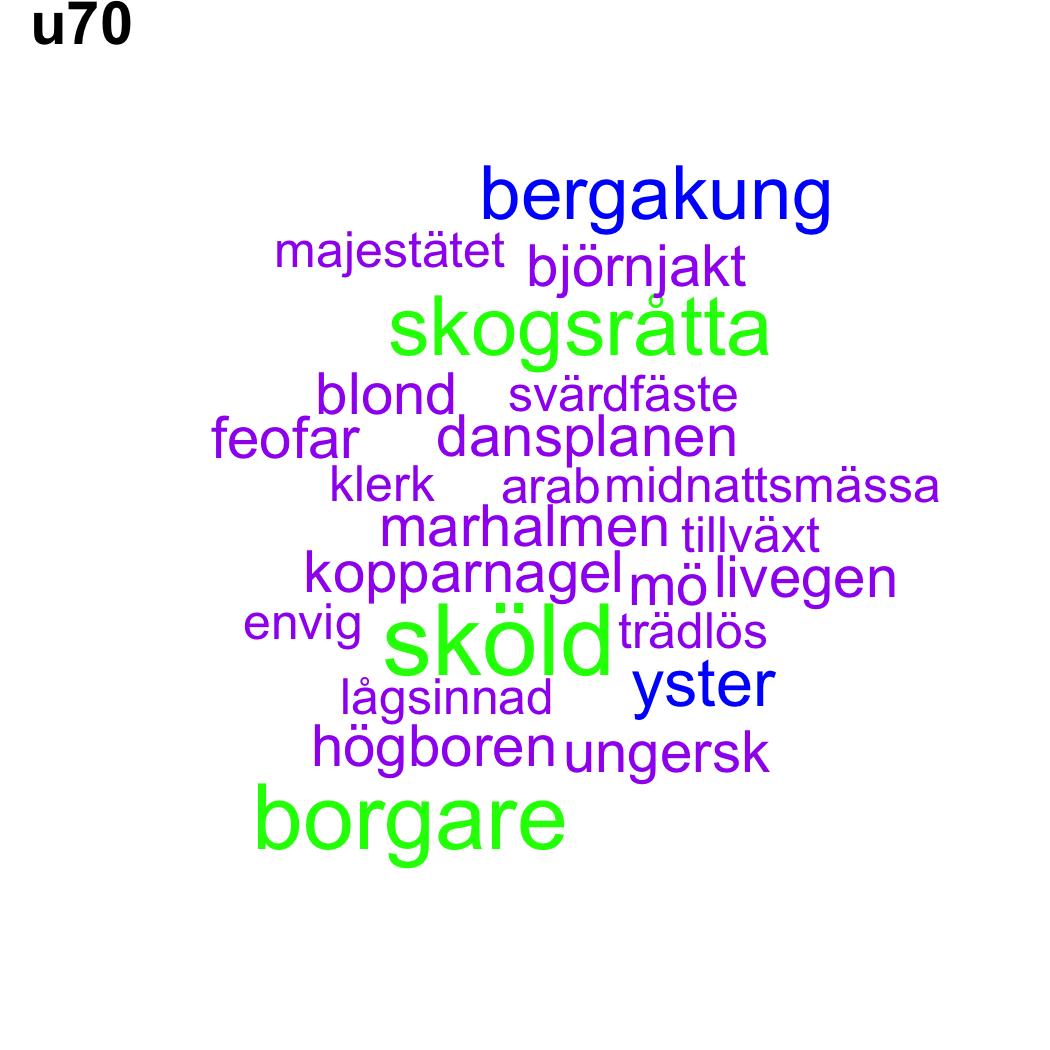 u70
bergakung
majestätet björnjakt
skogsråtta
blond svärdfäste
feofar dansplanen
klerk arab midnattsmässa
marhalmen tillväxt
kopparnagel mö livegen
envig sköld trädlös
lågsinnad yster
högboren ungersk
borgare